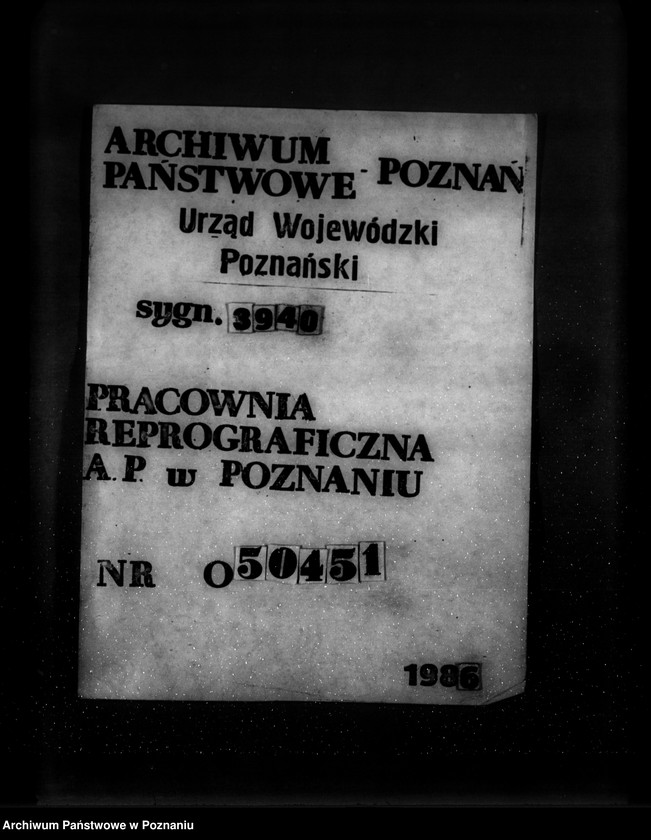 ARCHIWUM
PAŃSTWOWE - POZNAŃ
Urząd Wojewódzki
Poznański
sygn. 3940
PRACOWNIA
REPROGRAFICZNA
A.P. w POZNANIU
NR O50451
1986
Archiwum Państwowe w Poznaniu